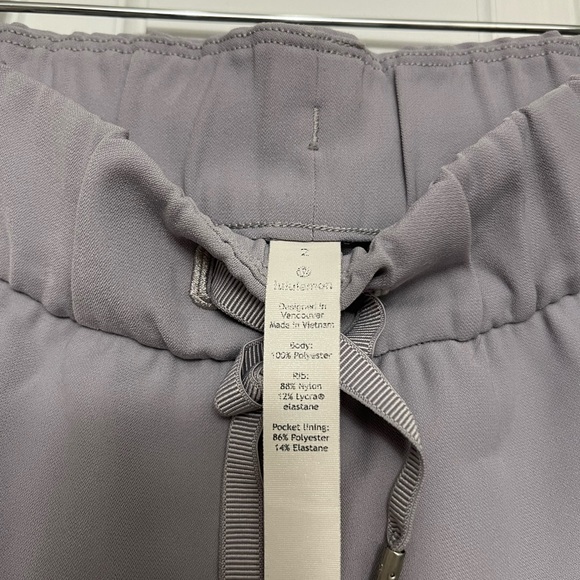 2
lululemon
Designed in
Vancouver
Made in Vietnam
Body:
100% Polyester
Rib:
88% Nylon
12% Lycra®
elastane
Pocket lining:
86% Polyester
14% Elastane